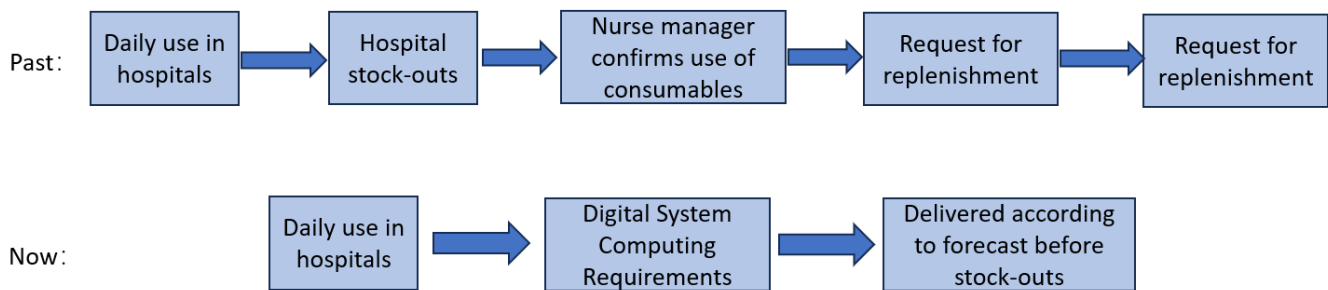 Past:
Daily use in
hospitals
Hospital
stock-outs
Nurse manager
confirms use of
consumables
Request for
replenishment
Request for
replenishment
Now:
Daily use in
hospitals
Digital System
Computing
Requirements
Delivered according
to forecast before
stock-outs